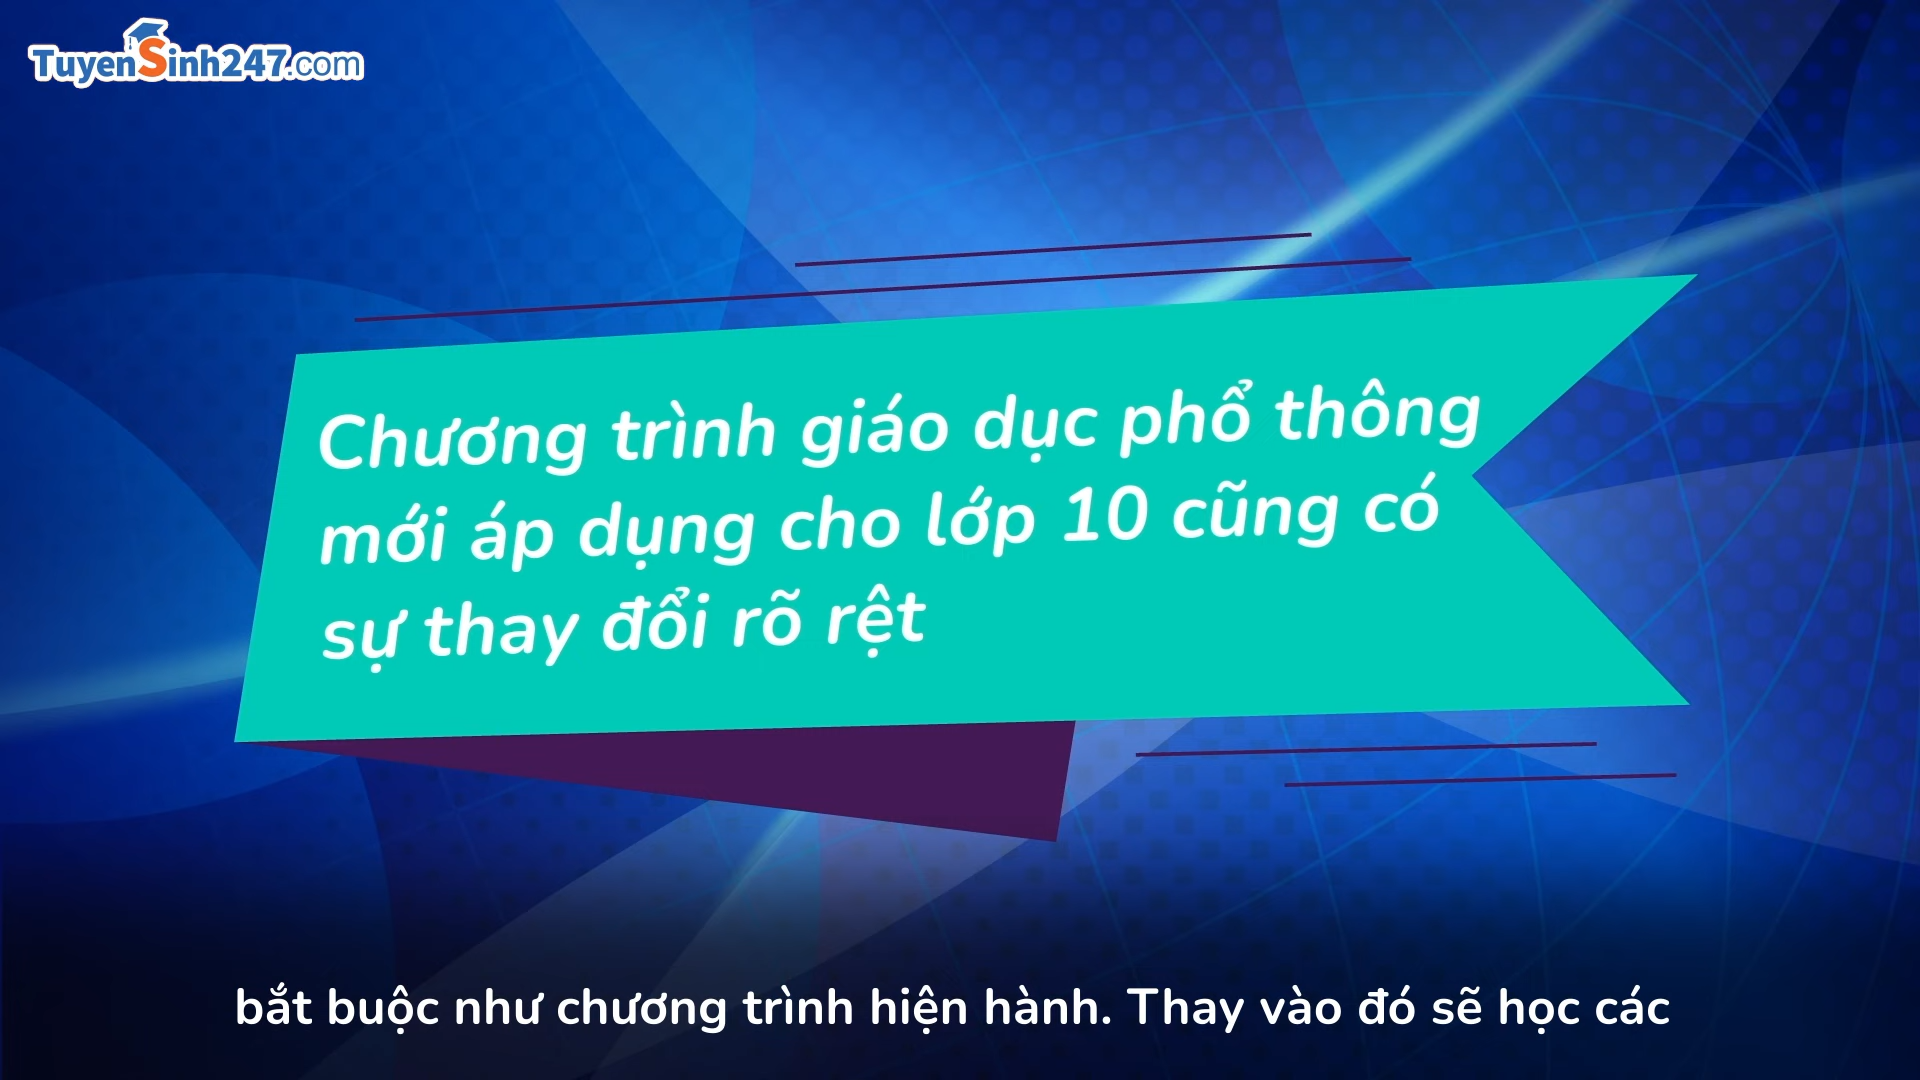 TuyenSinh247.com
Chương trình giáo dục phổ thông
mới áp dụng cho lớp 10 cũng có
sự thay đổi rõ rệt
bắt buộc như chương trình hiện hành. Thay vào đó sẽ học các